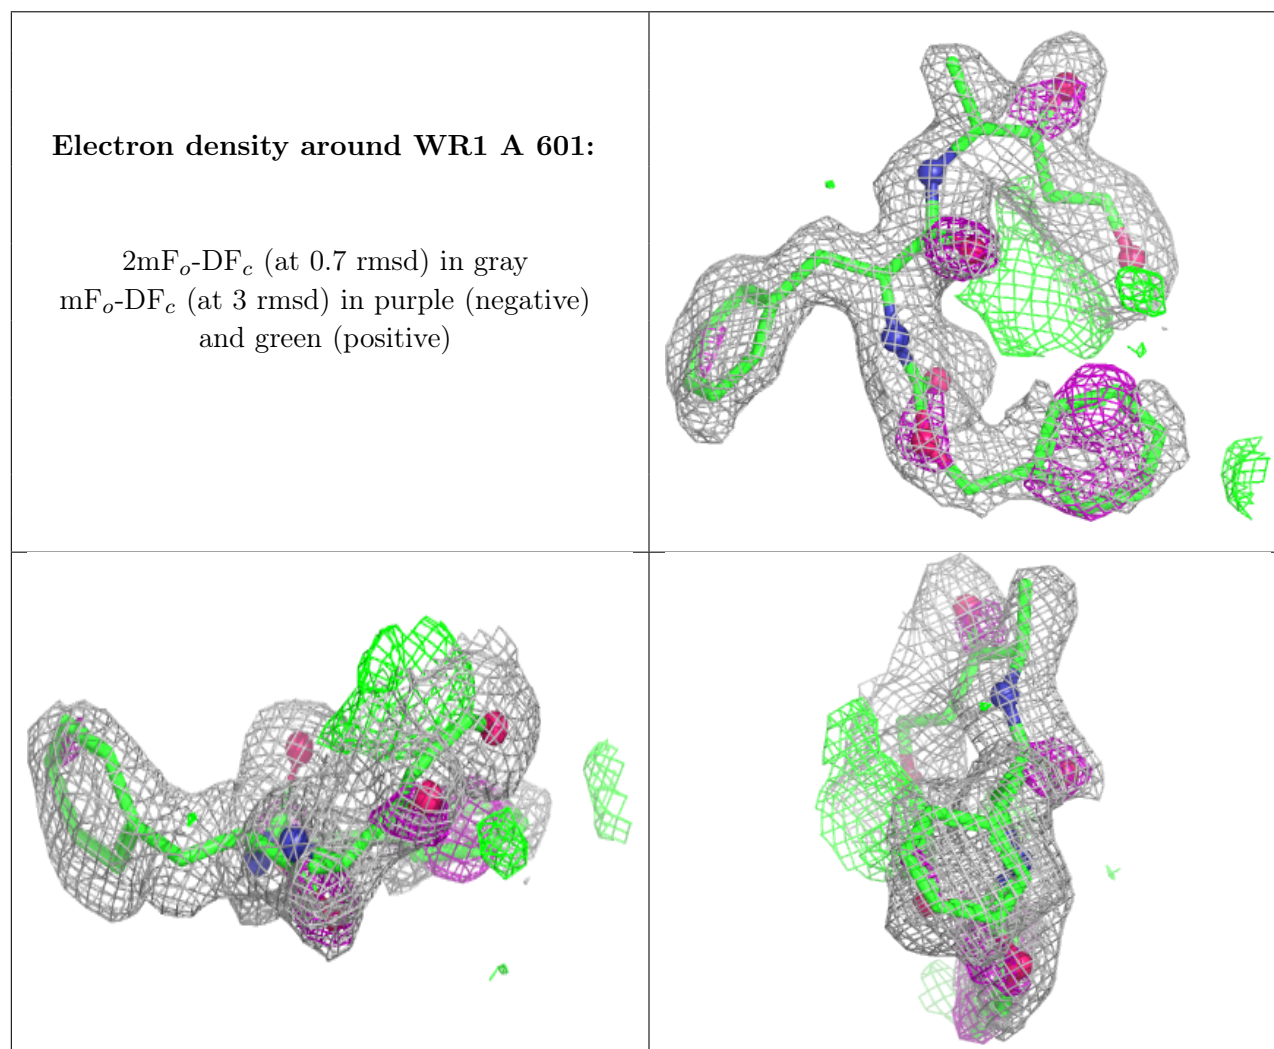 Electron density around WR1 A 601:
2mFo-DFc (at 0.7 rmsd) in gray
mFo-DFc (at 3 rmsd) in purple (negative)
and green (positive)